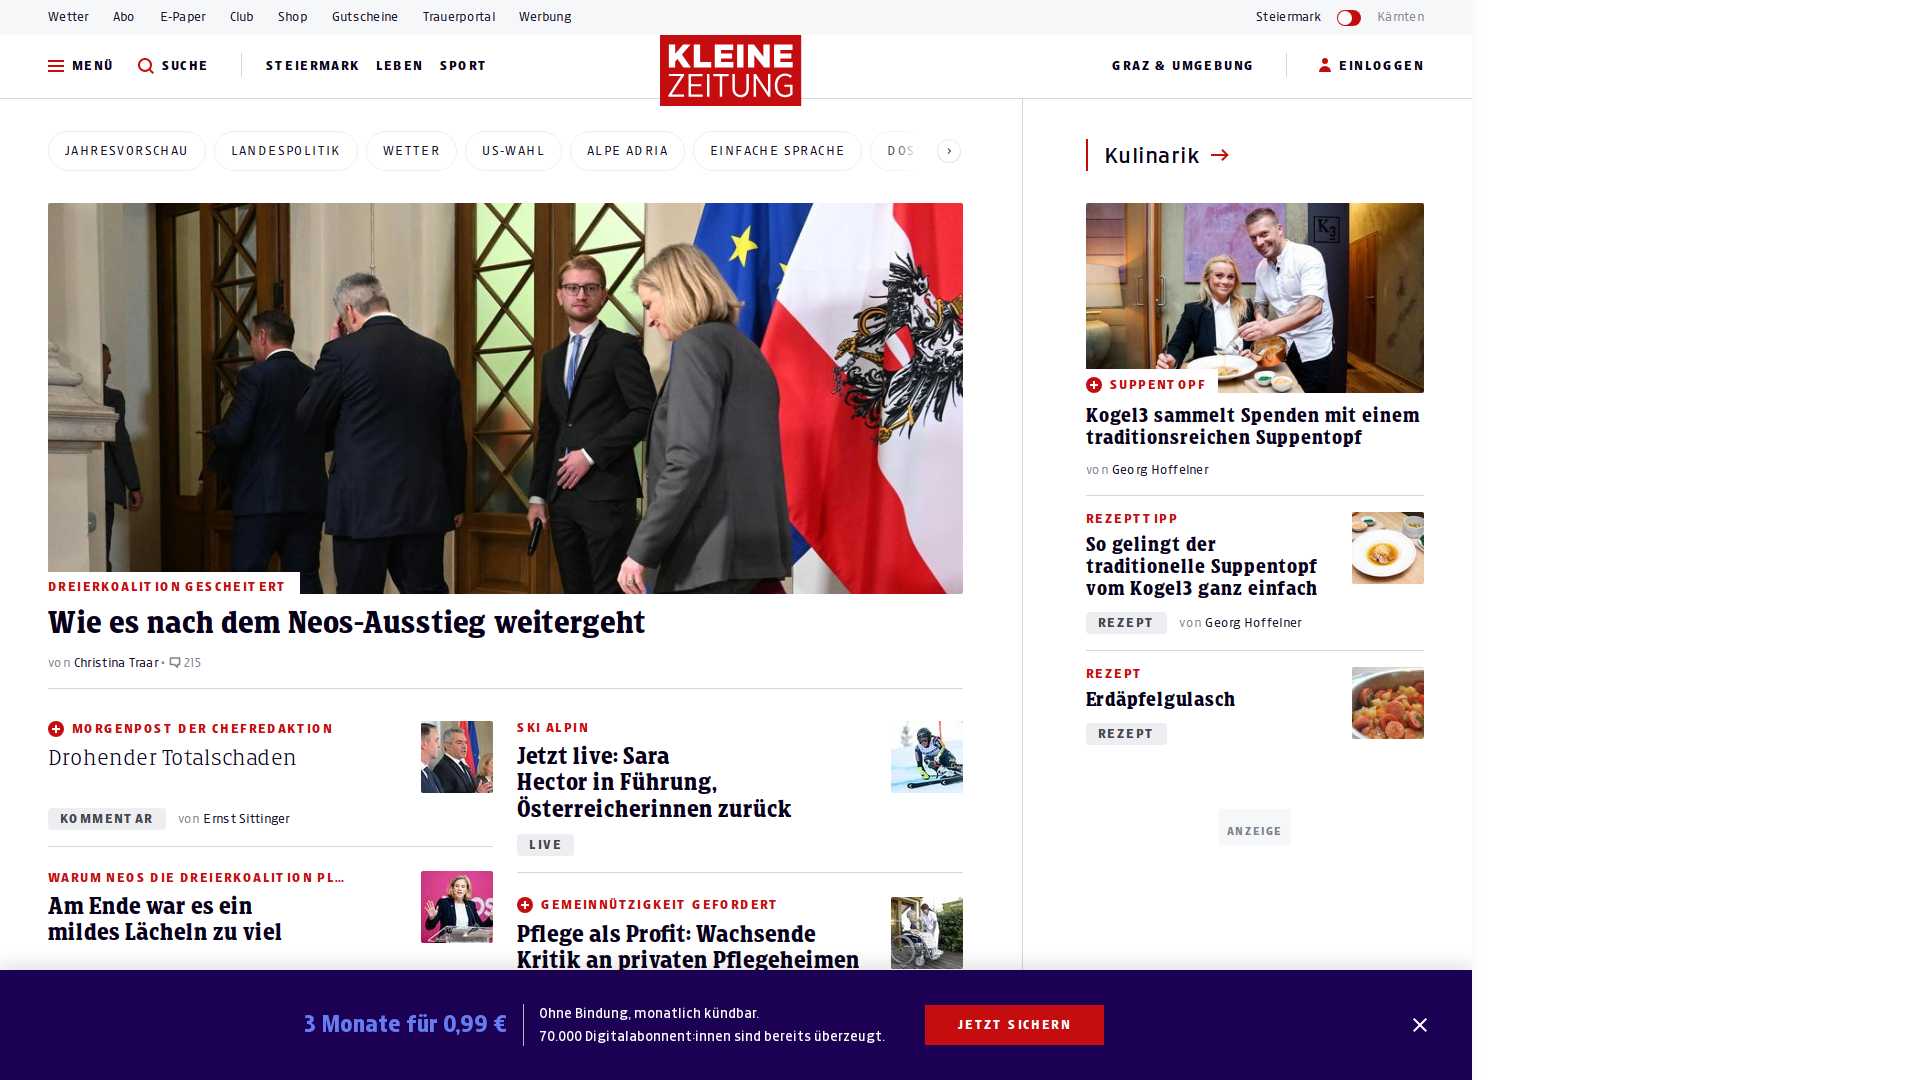 Wetter Abo E-Paper Club Shop Gutscheine Trauerportal Werbung Steiermark Kärnten
MENÜ SUCHE STEIERMARK LEBEN SPORT KLEINE ZEITUNG GRAZ & UMGEBUNG EINLOGGEN
JAHRESVORSCHAU LANDESPOLITIK WETTER US-WAHL ALPE ADRIA EINFACHE SPRACHE DOS
DREIERKOALITION GESCHEITERT
Wie es nach dem Neos-Ausstieg weitergeht
von Christina Traar • 215
MORGENPOST DER CHEFREDAKTION
Drohender Totalschaden
KOMMENTAR von Ernst Sittinger
WARUM NEOS DIE DREIERKOALITION PL...
Am Ende war es ein
mildes Lächeln zu viel
SKI ALPIN
Jetzt live: Sara
Hector in Führung,
Österreicherinnen zurück
LIVE
GEMEINNÜTZIGKEIT GEFORDERT
Pflege als Profit: Wachsende
Kritik an privaten Pflegeheimen
Kulinarik
K3
SUPPENTOPF
Kogel3 sammelt Spenden mit einem
traditionsreichen Suppentopf
von Georg Hoffelner
REZEPTTIPP
So gelingt der
traditionelle Suppentopf
vom Kogel3 ganz einfach
REZEPT von Georg Hoffelner
REZEPT
Erdäpfelgulasch
REZEPT
ANZEIGE
3 Monate für 0,99 €
Ohne Bindung, monatlich kündbar.
70.000 Digitalabonnent:innen sind bereits überzeugt.
JETZT SICHERN